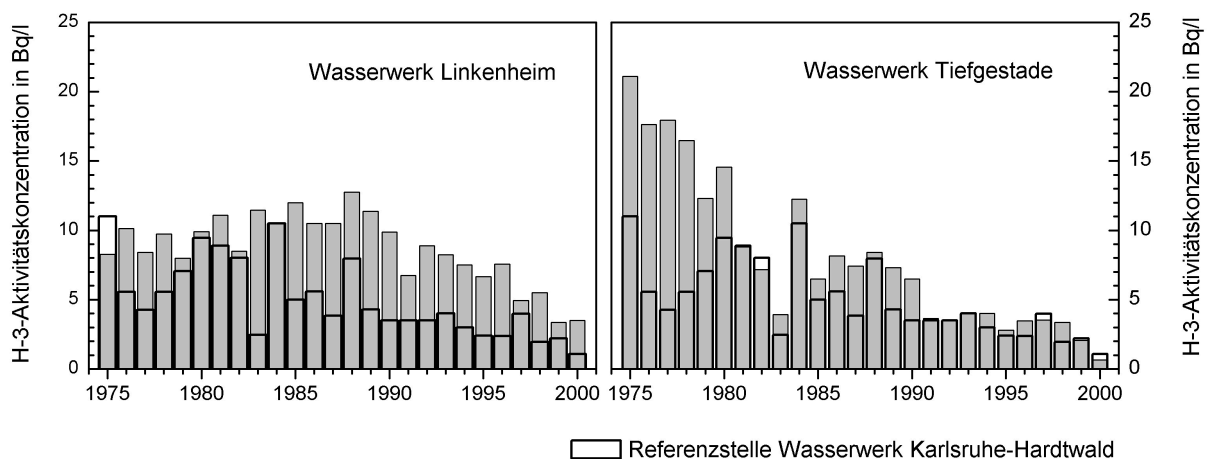 H-3-Aktivitätskonzentration in Bq/l
25
20
15
10
5
0
Wasserwerk Linkenheim
1975 1980 1985 1990 1995 2000
Wasserwerk Tiefgestade
1975 1980 1985 1990 1995 2000
25
20
15
10
5
0
H-3-Aktivitätskonzentration in Bq/l
Referenzstelle Wasserwerk Karlsruhe-Hardtwald